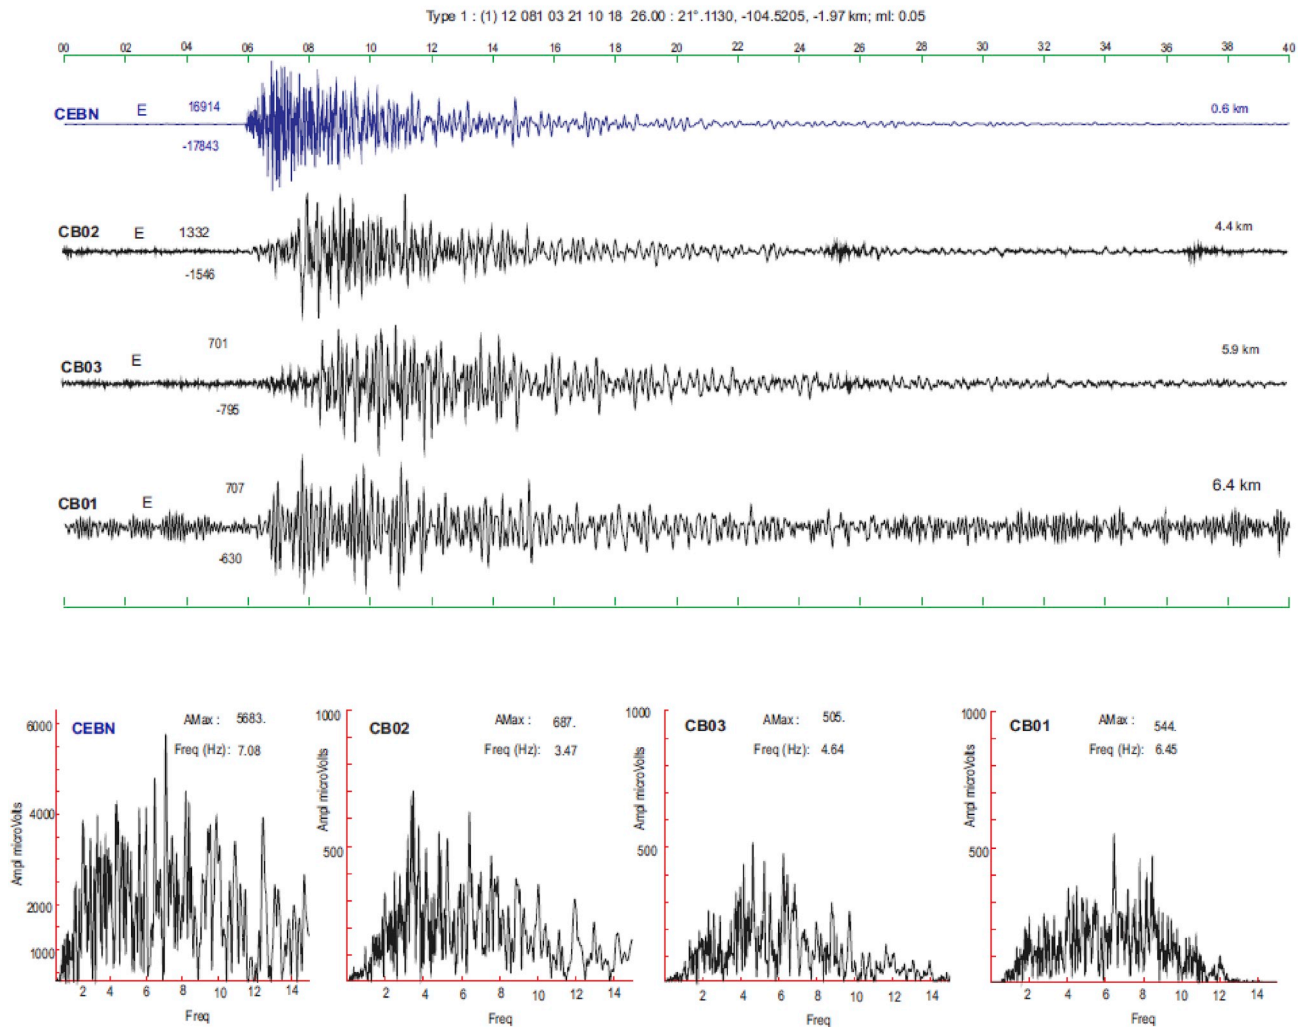 Type 1 : (1) 12 081 03 21 10 18 26.00 : 21°.1130, -104.5205, -1.97 km; ml: 0.05
00 02 04 06 08 10 12 14 16 18 20 22 24 26 28 30 32 34 36 38 40
CEBN E 16914 0.6 km
-17843
CB02 E 1332 4.4 km
-1546
CB03 E 701 5.9 km
-795
CB01 E 707 6.4 km
-630
CEBN AMax : 5683.
Freq (Hz): 7.08
Ampl microVolts
6000
4000
2000
1000
2 4 6 8 10 12 14
Freq
CB02 AMax : 687.
Freq (Hz): 3.47
Ampl microVolts
1000
500
2 4 6 8 10 12 14
Freq
CB03 AMax : 505.
Freq (Hz): 4.64
Ampl microVolts
1000
500
2 4 6 8 10 12 14
Freq
CB01 AMax : 544.
Freq (Hz): 6.45
Ampl microVolts
1000
500
2 4 6 8 10 12 14
Freq